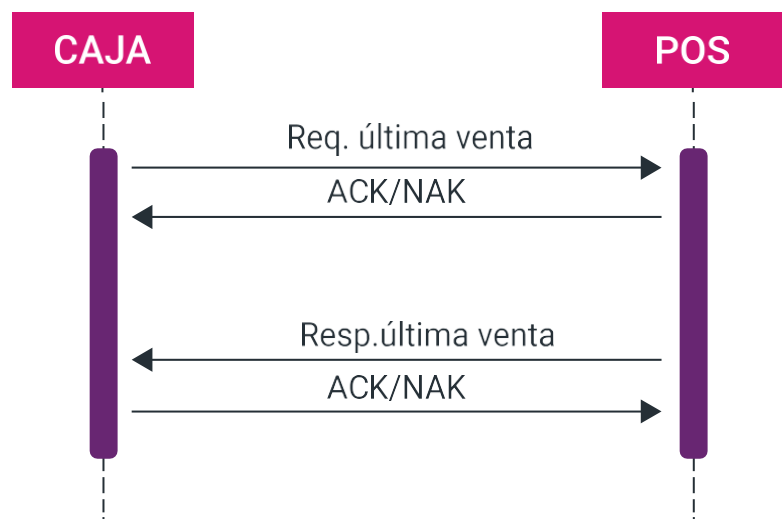 CAJA
POS
Req. última venta
ACK/NAK
Resp.última venta
ACK/NAK